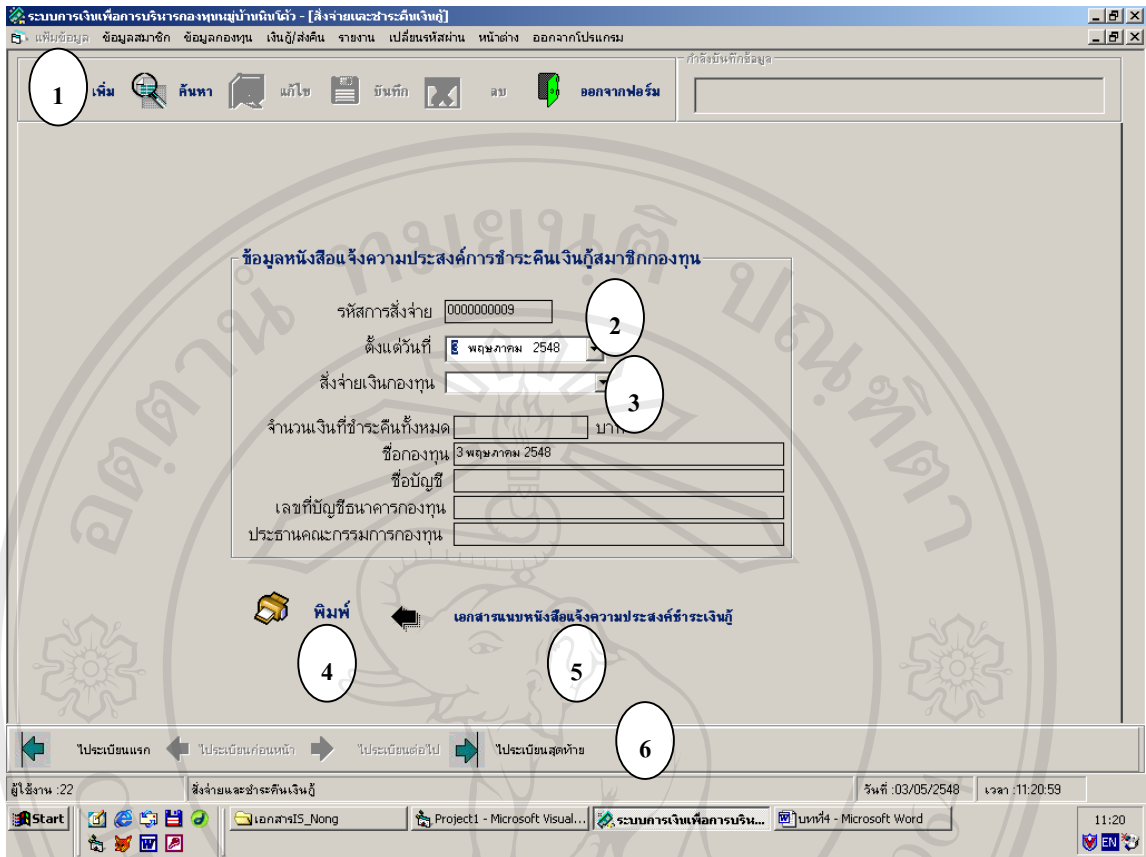 ระบบการเงินเพื่อการบริหารกองทุนหมู่บ้านนินโค้ว - [สั่งจ่ายและชำระคืนเงินกู้]
แฟ้มข้อมูล ข้อมูลสมาชิก ข้อมูลกองทุน เงินกู้/ส่งคืน รายงาน เปลี่ยนรหัสผ่าน หน้าต่าง ออกจากโปรแกรม
1 เพิ่ม ค้นหา แก้ไข บันทึก ลบ ออกจากฟอร์ม
กำลังบันทึกข้อมูล
ข้อมูลหนังสือแจ้งความประสงค์การชำระคืนเงินกู้สมาชิกกองทุน
รหัสการสั่งจ่าย 0000000009
2
ตั้งแต่วันที่ 3 พฤษภาคม 2548
สั่งจ่ายเงินกองทุน
3
จำนวนเงินที่ชำระคืนทั้งหมด บาท
ชื่อกองทุน 3 พฤษภาคม 2548
ชื่อบัญชี
เลขที่บัญชีธนาคารกองทุน
ประธานคณะกรรมการกองทุน
พิมพ์ เอกสารแนบหนังสือแจ้งความประสงค์ชำระเงินกู้
4 5
ไประเบียนแรก ไประเบียนก่อนหน้า ไประเบียนต่อไป ไประเบียนสุดท้าย 6
ผู้ใช้งาน :22 สั่งจ่ายและชำระคืนเงินกู้ วันที่ :03/05/2548 เวลา :11:20:59
Start เอกสารIS_Nong Project1 - Microsoft Visual... ระบบการเงินเพื่อการบริห... บทที่4 - Microsoft Word 11:20
EN